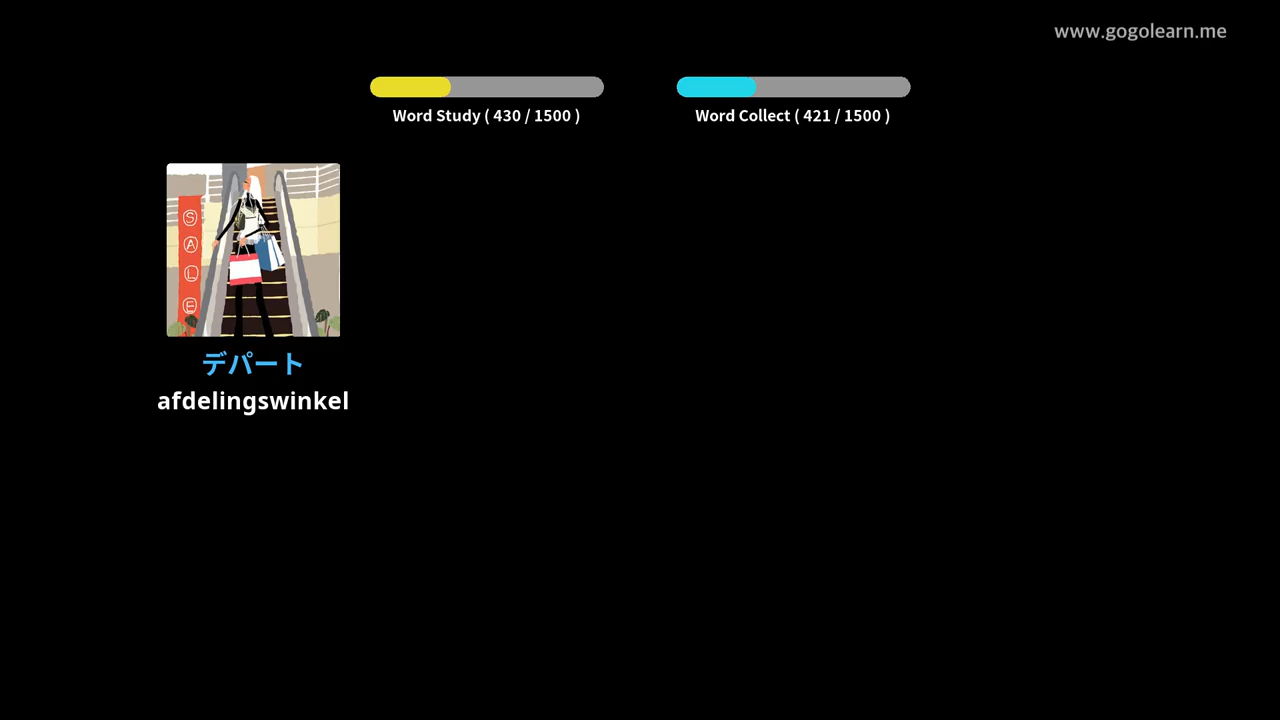 www.gogolearn.me
Word Study ( 430 / 1500 )
Word Collect ( 421 / 1500 )
SALE
デパート
afdelingswinkel